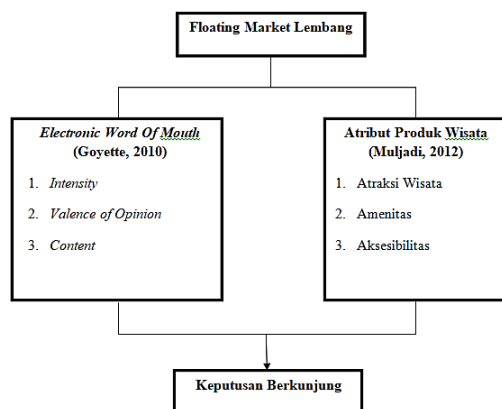 Floating Market Lembang
Electronic Word Of Mouth
(Goyette, 2010)
1. Intensity
2. Valence of Opinion
3. Content
Atribut Produk Wisata
(Muljadi, 2012)
1. Atraksi Wisata
2. Amenitas
3. Aksesibilitas
Keputusan Berkunjung